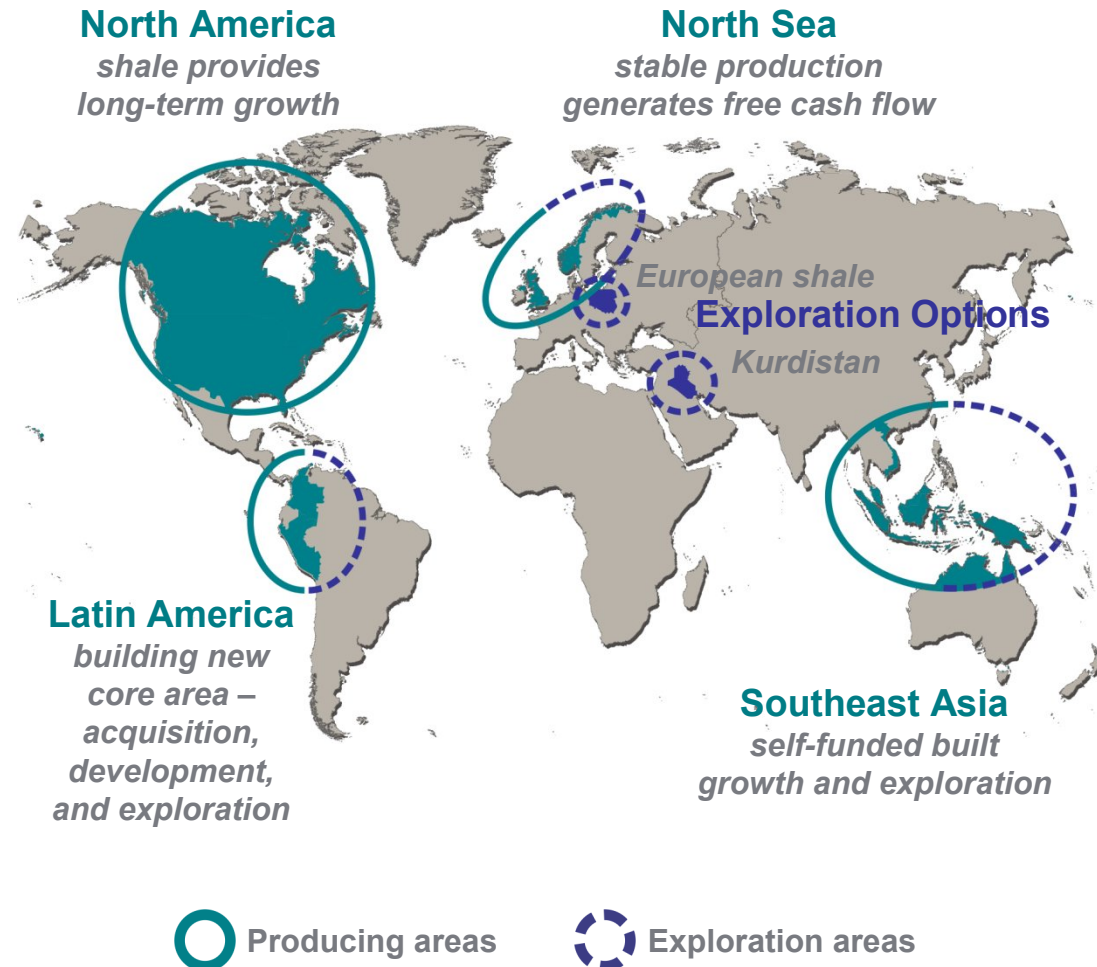 North America
shale provides
long-term growth
North Sea
stable production
generates free cash flow
European shale
Exploration Options
Kurdistan
Latin America
building new
core area –
acquisition,
development,
and exploration
Southeast Asia
self-funded built
growth and exploration
Producing areas
Exploration areas